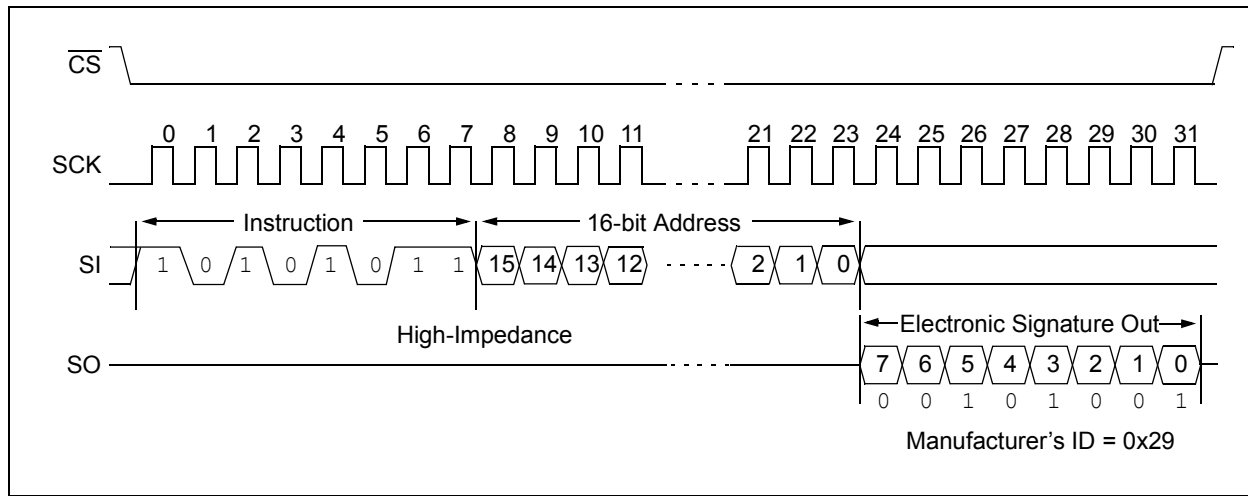 CS
0 1 2 3 4 5 6 7 8 9 10 11 21 22 23 24 25 26 27 28 29 30 31
SCK
Instruction 16-bit Address
SI 1 0 1 0 1 0 1 1 15 14 13 12 2 1 0
High-Impedance Electronic Signature Out
SO 7 6 5 4 3 2 1 0
0 0 1 0 1 0 0 1
Manufacturer's ID = 0x29